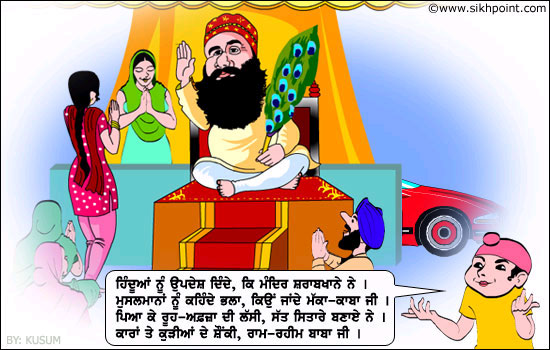 ©www.sikhpoint.com
ਹਿੰਦੂਆਂ ਨੂੰ ਉਪਦੇਸ਼ ਦਿੰਦੇ, ਕਿ ਮੰਦਿਰ ਸ਼ਰਾਬਖਾਨੇ ਨੇ ।
ਮੁਸਲਮਾਨਾਂ ਨੂੰ ਕਹਿੰਦੇ ਭਲਾ, ਕਿਉਂ ਜਾਂਦੇ ਮੱਕਾ-ਕਾਬਾ ਜੀ ।
ਪਿਆ ਕੇ ਰੂਹ-ਅਫ਼ਜ਼ਾ ਦੀ ਲੱਸੀ, ਸੱਤ ਸਿਤਾਰੇ ਬਣਾਏ ਨੇ ।
ਕਾਰਾਂ ਤੇ ਕੁੜੀਆਂ ਦੇ ਸ਼ੌਂਕੀ, ਰਾਮ-ਰਹੀਮ ਬਾਬਾ ਜੀ ।
BY: KUSUM